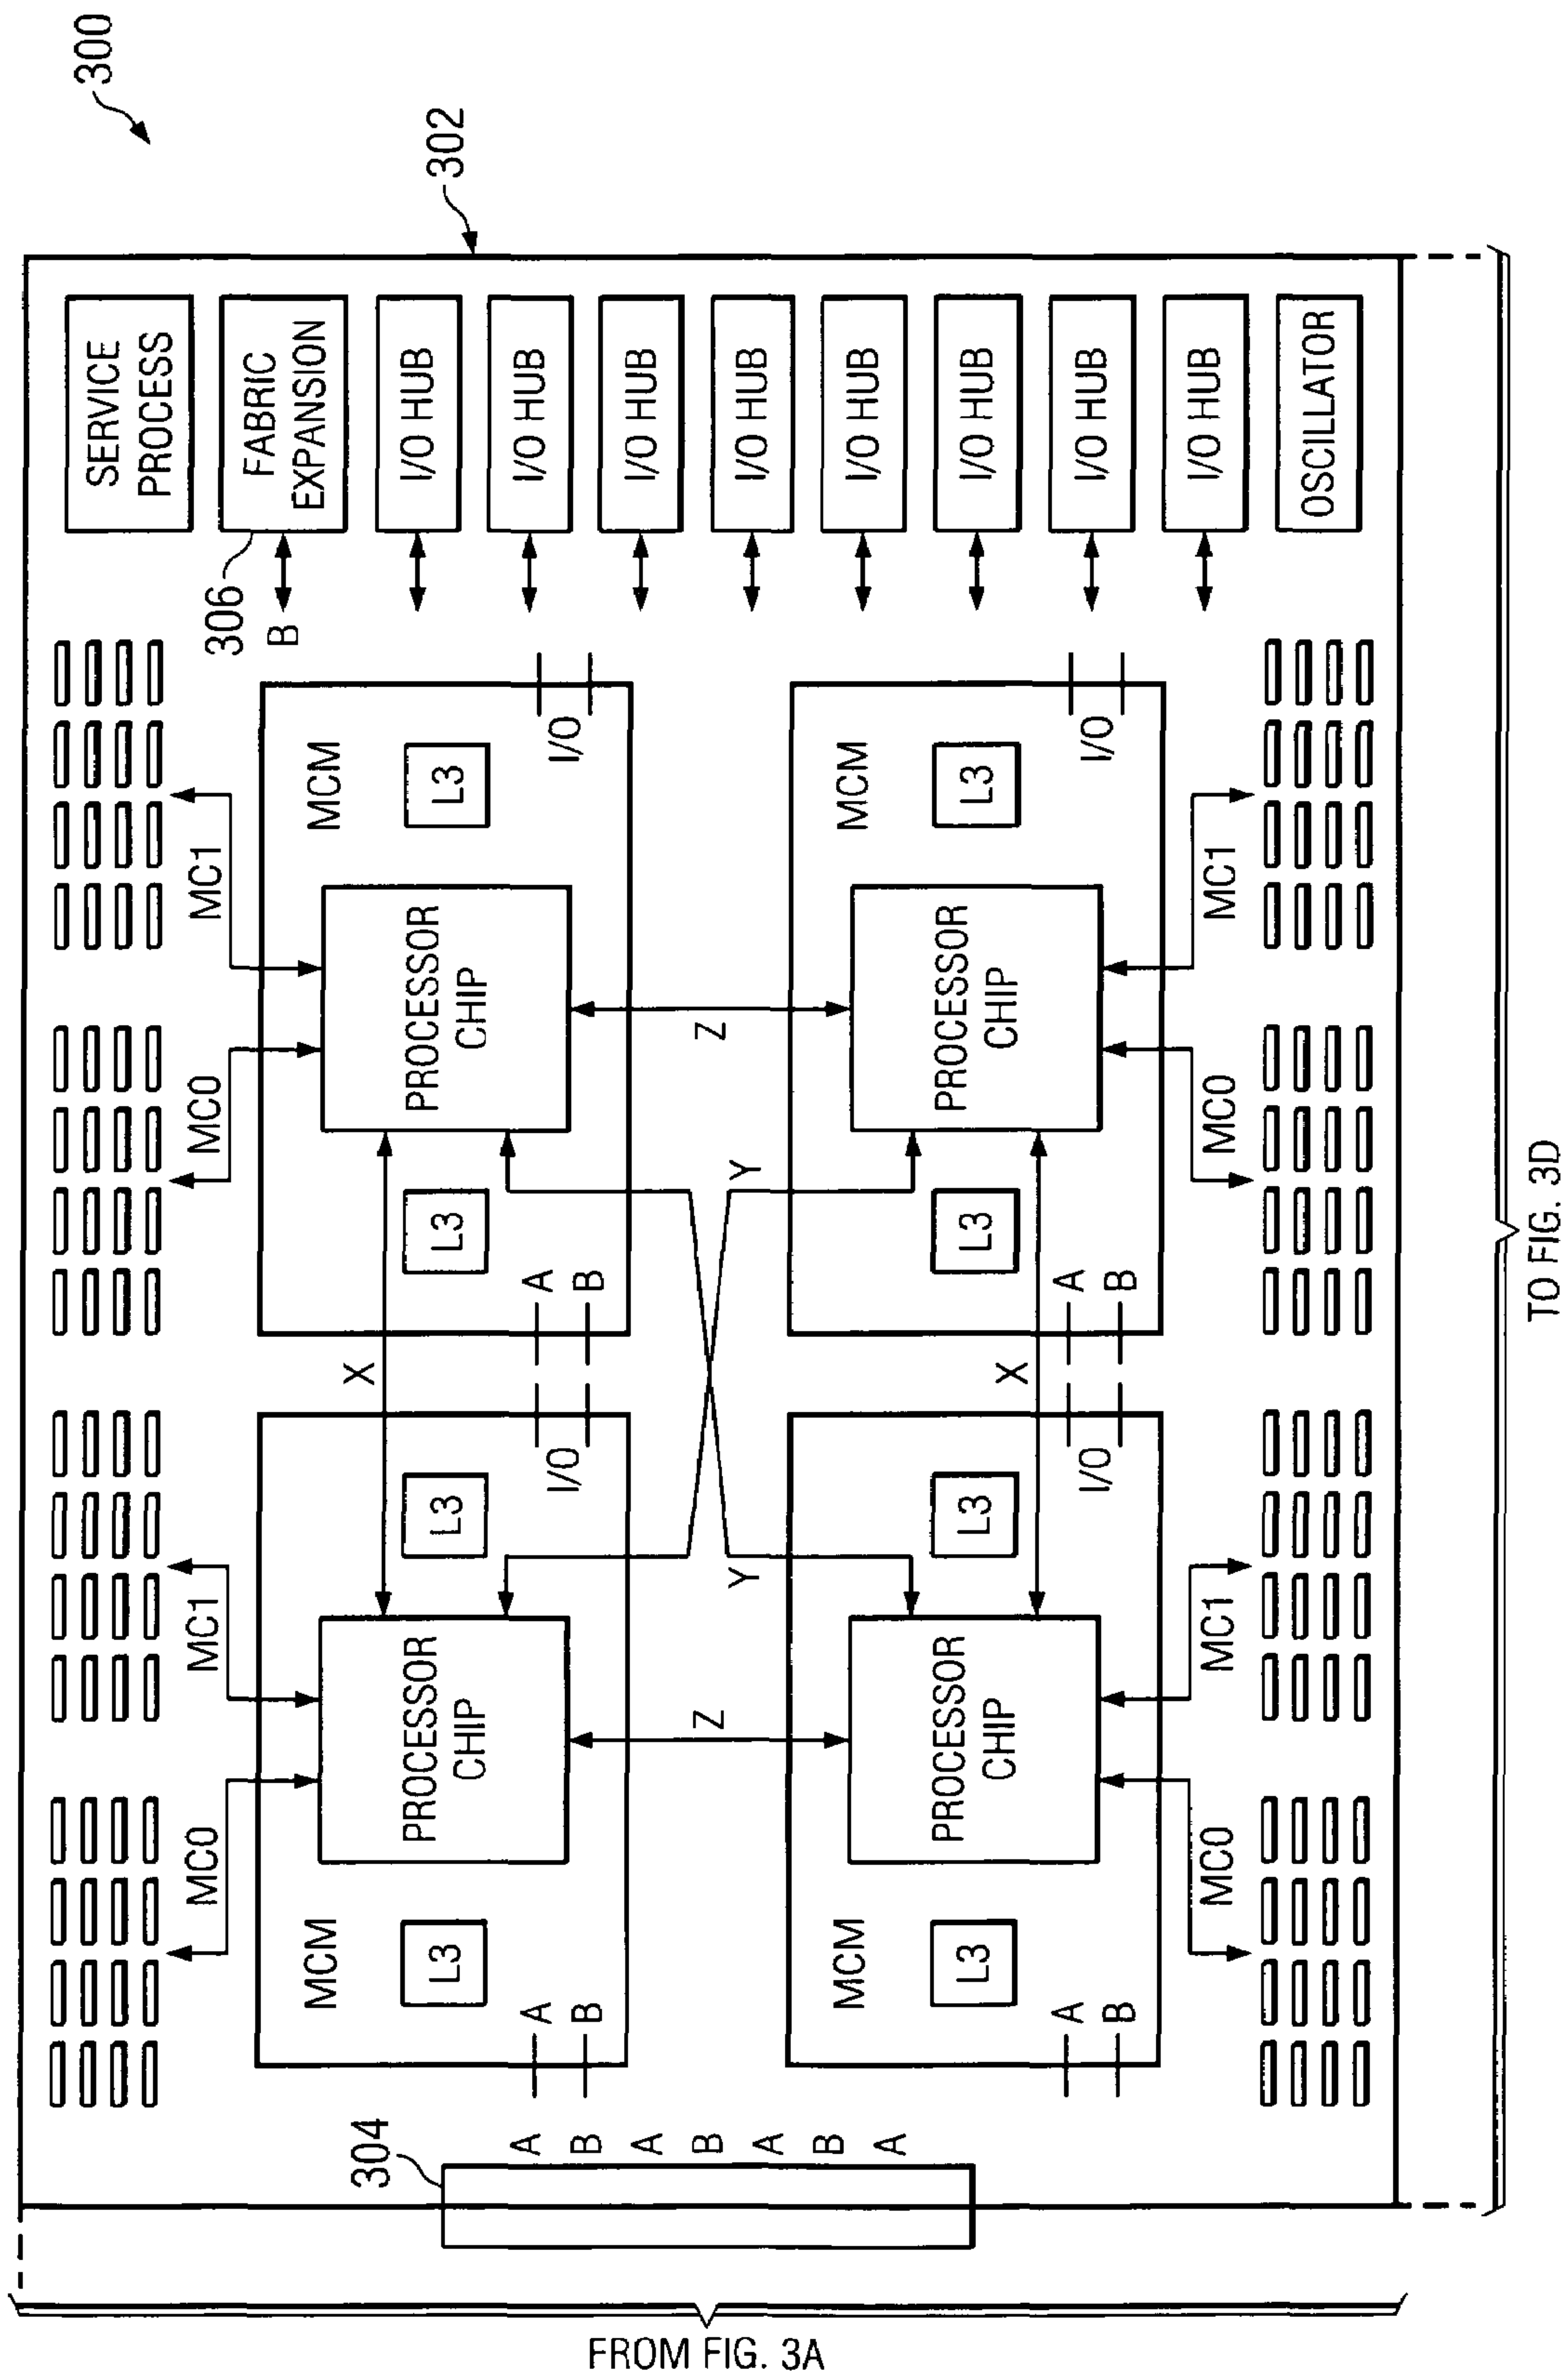 300
302
SERVICE
PROCESS
FABRIC
EXPANSION
306
B
I/O HUB
I/O HUB
I/O HUB
I/O HUB
I/O HUB
I/O HUB
I/O HUB
I/O HUB
OSCILLATOR
MC1
MC0
MCM
L3
I/O
PROCESSOR
CHIP
L3
A
B
Z
MCM
L3
I/O
PROCESSOR
CHIP
L3
A
B
MC1
MC0
X
Y
X
Y
MC1
MC0
L3
I/O
PROCESSOR
CHIP
MCM
L3
A
B
Z
L3
I/O
PROCESSOR
CHIP
MCM
L3
A
B
MC1
MC0
304
A
B
A
B
A
B
A
FROM FIG. 3A
TO FIG. 3D